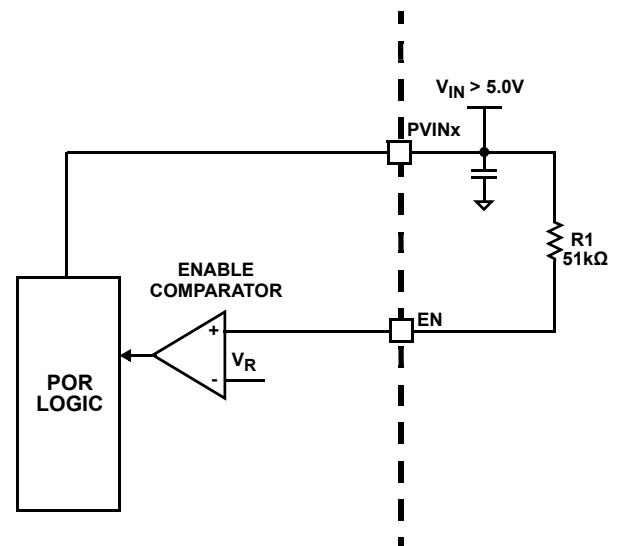 V_IN > 5.0V
PVINx
R1
51kΩ
ENABLE
COMPARATOR
EN
+
V_R
-
POR
LOGIC